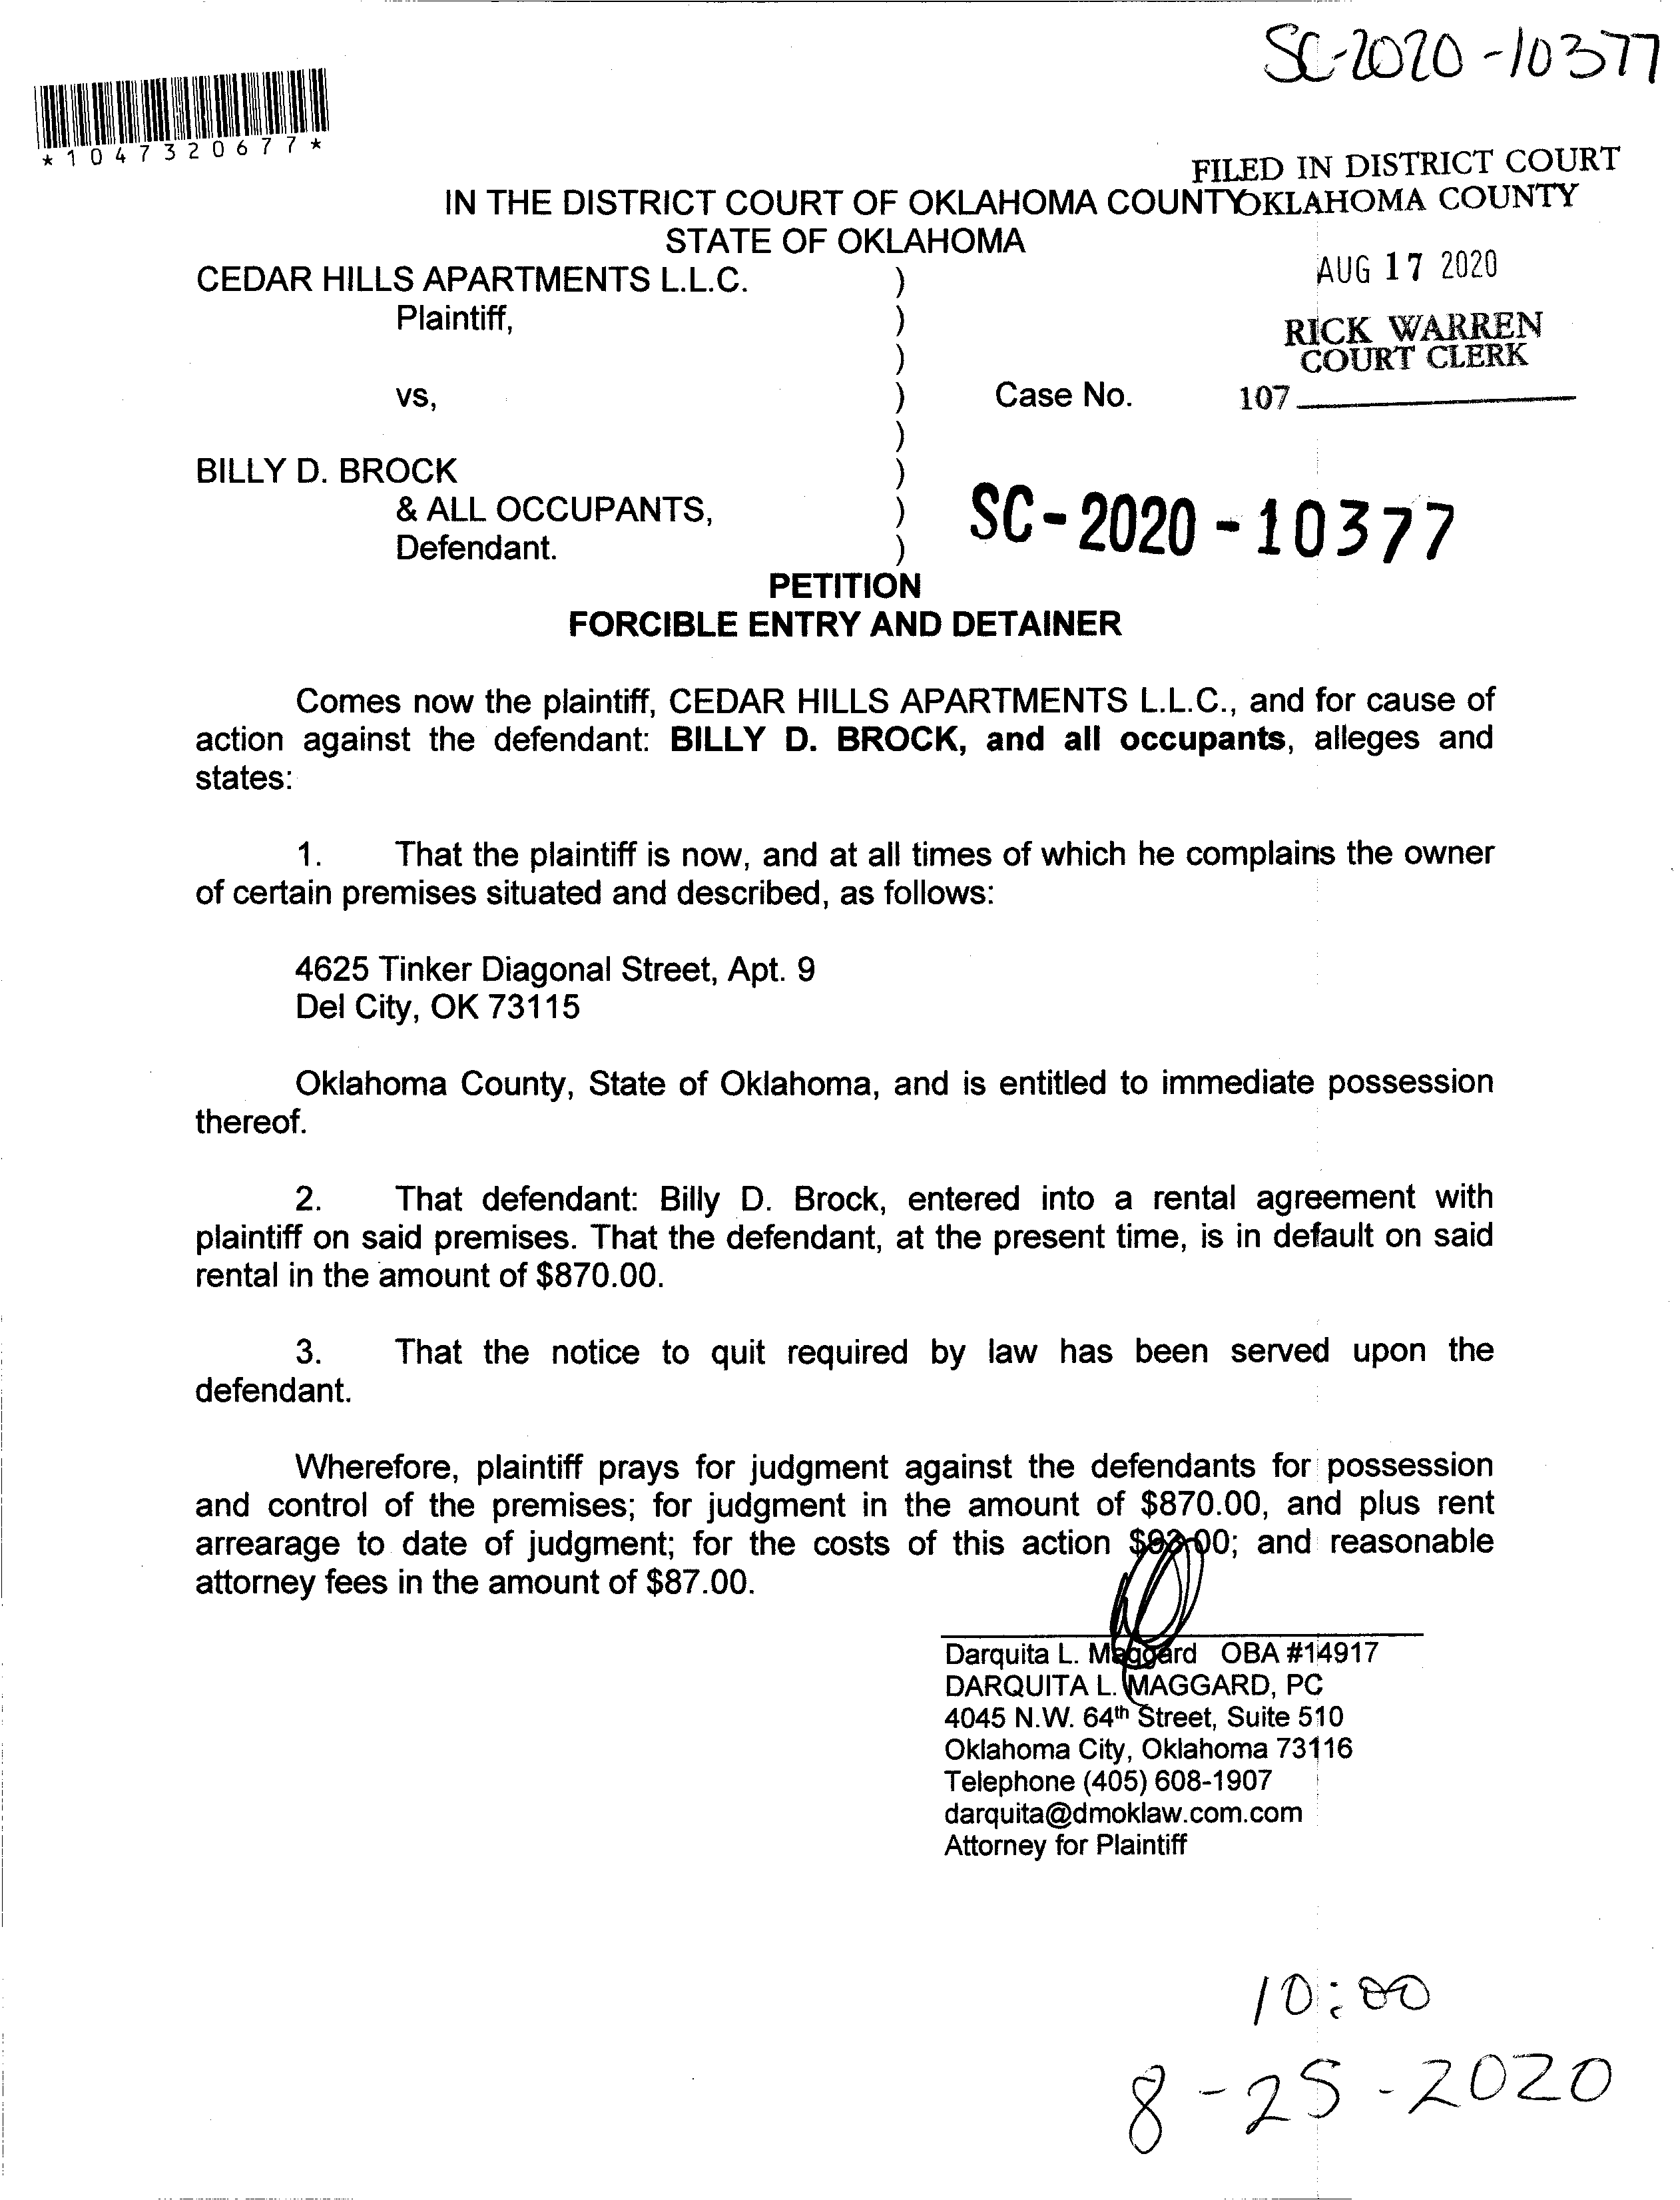 SC-2020-10377
*1047320677*
FILED IN DISTRICT COURT
IN THE DISTRICT COURT OF OKLAHOMA COUNTY OKLAHOMA COUNTY
STATE OF OKLAHOMA
AUG 17 2020
CEDAR HILLS APARTMENTS L.L.C. )
Plaintiff, )
RICK WARREN
) COURT CLERK
vs, ) Case No. 107
)
BILLY D. BROCK )
& ALL OCCUPANTS, ) SC-2020-10377
Defendant. )
PETITION
FORCIBLE ENTRY AND DETAINER
Comes now the plaintiff, CEDAR HILLS APARTMENTS L.L.C., and for cause of
action against the defendant: BILLY D. BROCK, and all occupants, alleges and
states:
1. That the plaintiff is now, and at all times of which he complains the owner
of certain premises situated and described, as follows:
4625 Tinker Diagonal Street, Apt. 9
Del City, OK 73115
Oklahoma County, State of Oklahoma, and is entitled to immediate possession
thereof.
2. That defendant: Billy D. Brock, entered into a rental agreement with
plaintiff on said premises. That the defendant, at the present time, is in default on said
rental in the amount of $870.00.
3. That the notice to quit required by law has been served upon the
defendant.
Wherefore, plaintiff prays for judgment against the defendants for possession
and control of the premises; for judgment in the amount of $870.00, and plus rent
arrearage to date of judgment; for the costs of this action and reasonable
attorney fees in the amount of $87.00.
Darquita L. Maggard OBA #14917
DARQUITA L. MAGGARD, PC
4045 N.W. 64th Street, Suite 510
Oklahoma City, Oklahoma 73116
Telephone (405) 608-1907
darquita@dmoklaw.com.com
Attorney for Plaintiff
10:00
8-25-2020